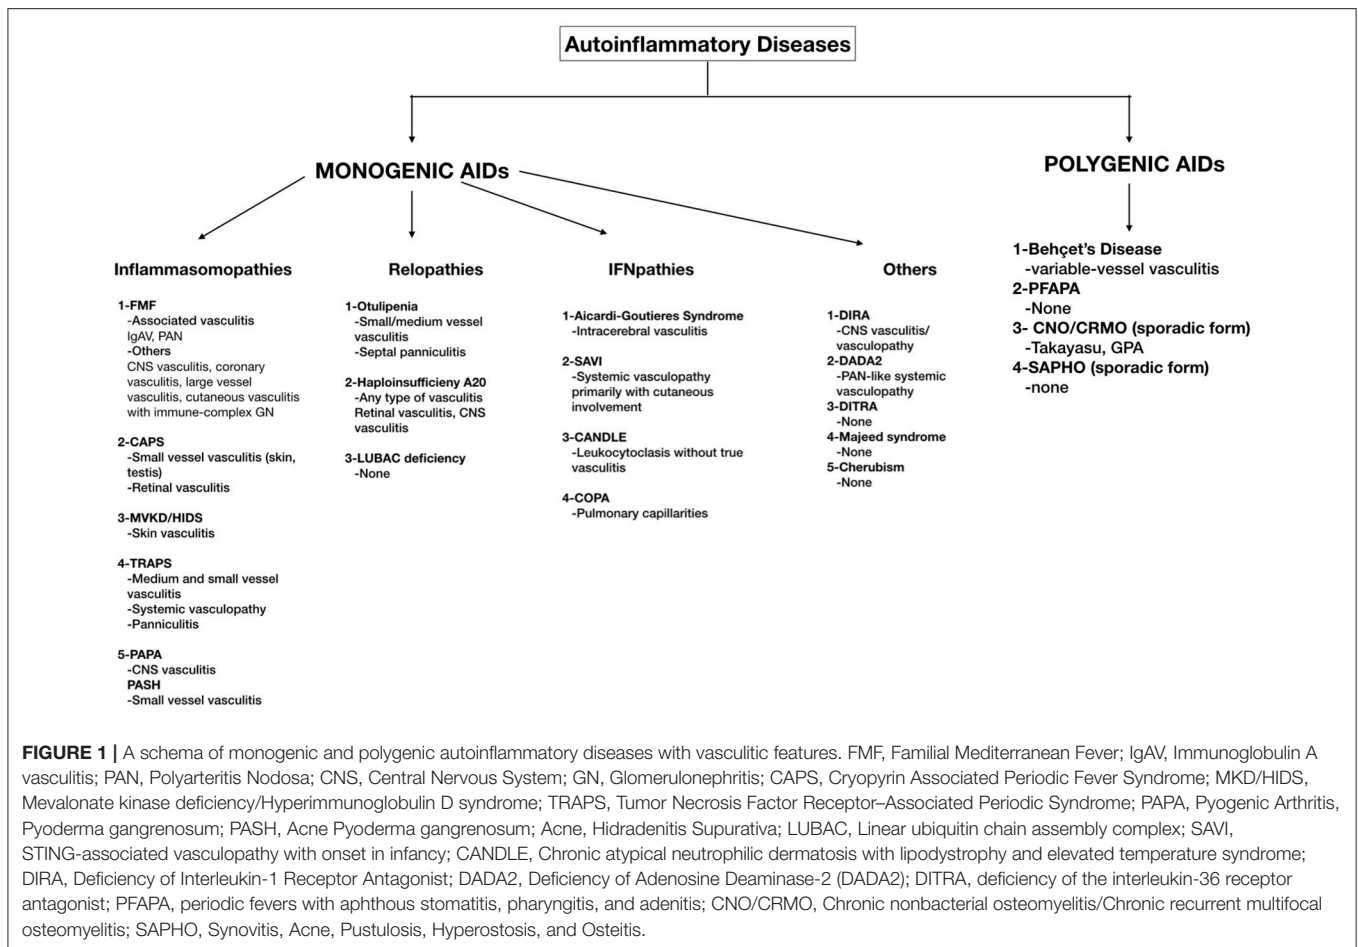 Autoinflammatory Diseases
MONOGENIC AIDs
POLYGENIC AIDs
Inflammasomopathies
1-FMF
-Associated vasculitis
IgAV, PAN
-Others
CNS vasculitis, coronary
vasculitis, large vessel
vasculitis, cutaneous vasculitis
with immune-complex GN
2-CAPS
-Small vessel vasculitis (skin,
testis)
-Retinal vasculitis
3-MVKD/HIDS
-Skin vasculitis
4-TRAPS
-Medium and small vessel
vasculitis
-Systemic vasculopathy
-Panniculitis
5-PAPA
-CNS vasculitis
PASH
-Small vessel vasculitis
Relopathies
1-Otulipenia
-Small/medium vessel
vasculitis
-Septal panniculitis
2-Haploinsufficieny A20
-Any type of vasculitis
Retinal vasculitis, CNS
vasculitis
3-LUBAC deficiency
-None
IFNpathies
1-Aicardi-Goutieres Syndrome
-Intracerebral vasculitis
2-SAVI
-Systemic vasculopathy
primarily with cutaneous
involvement
3-CANDLE
-Leukocytoclasis without true
vasculitis
4-COPA
-Pulmonary capillarities
Others
1-DIRA
-CNS vasculitis/
vasculopathy
2-DADA2
-PAN-like systemic
vasculopathy
3-DITRA
-None
4-Majeed syndrome
-None
5-Cherubism
-None
1-Behçet's Disease
-variable-vessel vasculitis
2-PFAPA
-None
3- CNO/CRMO (sporadic form)
-Takayasu, GPA
4-SAPHO (sporadic form)
-none
FIGURE 1 | A schema of monogenic and polygenic autoinflammatory diseases with vasculitic features. FMF, Familial Mediterranean Fever; IgAV, Immunoglobulin A
vasculitis; PAN, Polyarteritis Nodosa; CNS, Central Nervous System; GN, Glomerulonephritis; CAPS, Cryopyrin Associated Periodic Fever Syndrome; MKD/HIDS,
Mevalonate kinase deficiency/Hyperimmunoglobulin D syndrome; TRAPS, Tumor Necrosis Factor Receptor–Associated Periodic Syndrome; PAPA, Pyogenic Arthritis,
Pyoderma gangrenosum; PASH, Acne Pyoderma gangrenosum; Acne, Hidradenitis Supurativa; LUBAC, Linear ubiquitin chain assembly complex; SAVI,
STING-associated vasculopathy with onset in infancy; CANDLE, Chronic atypical neutrophilic dermatosis with lipodystrophy and elevated temperature syndrome;
DIRA, Deficiency of Interleukin-1 Receptor Antagonist; DADA2, Deficiency of Adenosine Deaminase-2 (DADA2); DITRA, deficiency of the interleukin-36 receptor
antagonist; PFAPA, periodic fevers with aphthous stomatitis, pharyngitis, and adenitis; CNO/CRMO, Chronic nonbacterial osteomyelitis/Chronic recurrent multifocal
osteomyelitis; SAPHO, Synovitis, Acne, Pustulosis, Hyperostosis, and Osteitis.